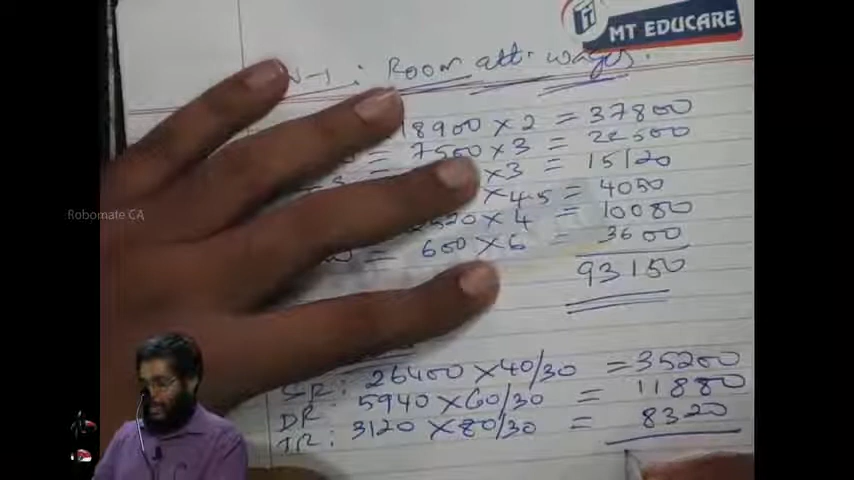 MT EDUCARE
: Room att. wages.
18900 × 2 = 37800
= 7500 × 3 = 22500
× 3 = 15120
× 4.5 = 4050
2520 × 4 = 10080
= 600 × 6 = 3600
93150
Robomate CA
SR: 26400 × 40/30 = 35200
DR: 5940 × 60/30 = 11880
TR: 3120 × 80/30 = 8320